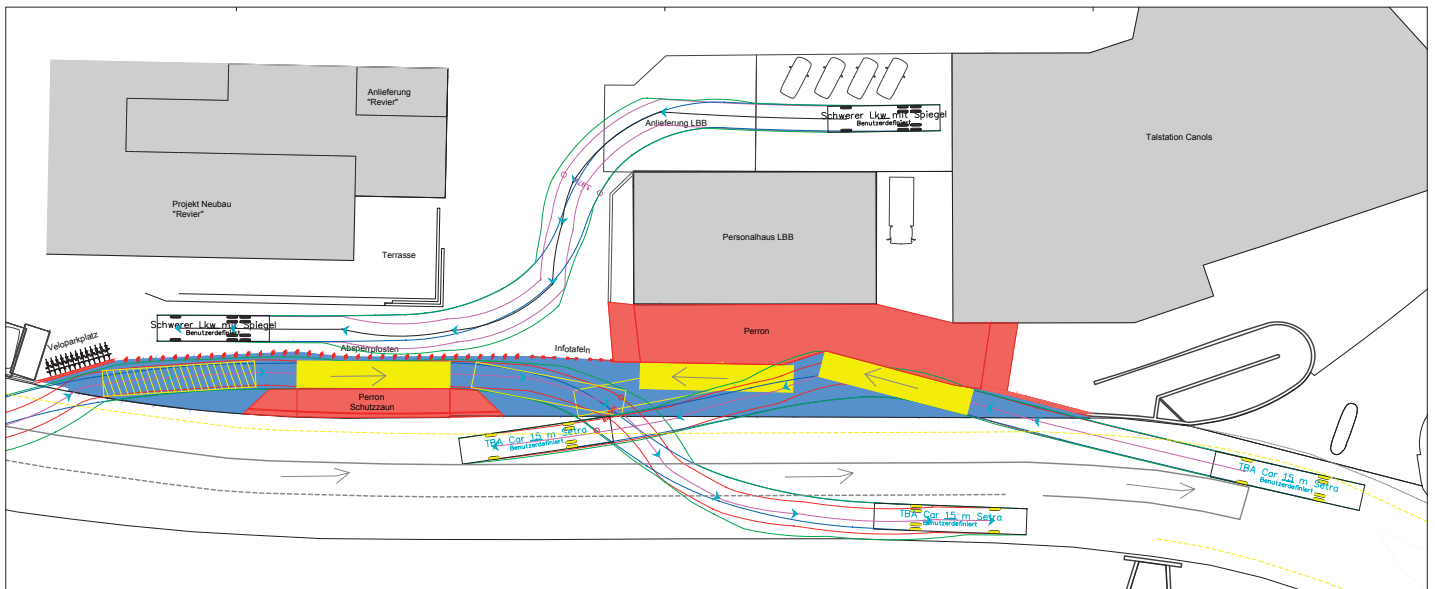 Anlieferung
"Revier"
Anlieferung LBB
Schwerer Lkw mit Spiegel
Benutzerdefiniert
Talstation Canols
Projekt Neubau
"Revier"
Personalhaus LBB
Terrasse
Schwerer Lkw mit Spiegel
Benutzerdefiniert
Veloparkplatz
Absperrpfosten
Infotafeln
Perron
Perron
Schutzzaun
TBA Car 15 m Setra
Benutzerdefiniert
TBA Car 15 m Setra
Benutzerdefiniert
TBA Car 15 m Setra
Benutzerdefiniert